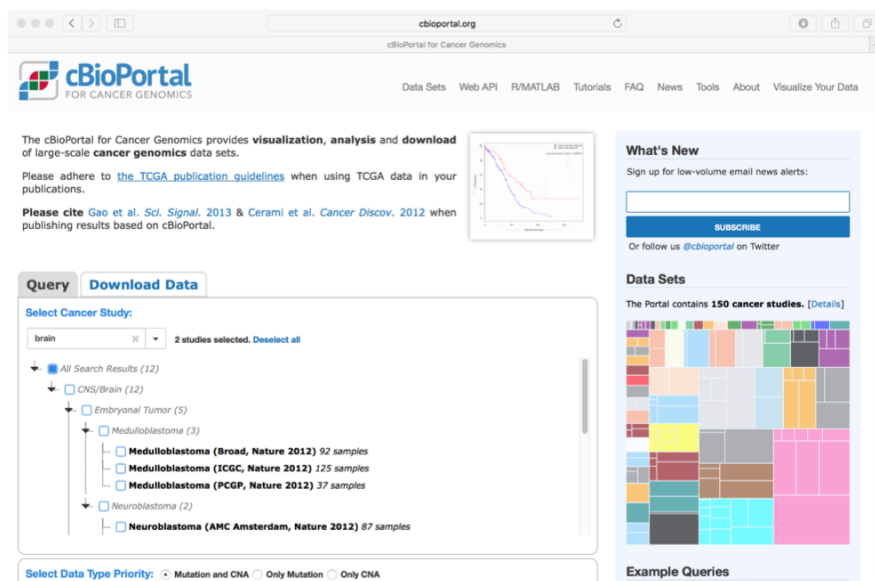 cbioportal.org
cBioPortal for Cancer Genomics
cBioPortal
FOR CANCER GENOMICS
Data Sets Web API R/MATLAB Tutorials FAQ News Tools About Visualize Your Data
The cBioPortal for Cancer Genomics provides visualization, analysis and download
of large-scale cancer genomics data sets.
Please adhere to the TCGA publication guidelines when using TCGA data in your
publications.
Please cite Gao et al. Sci. Signal. 2013 & Cerami et al. Cancer Discov. 2012 when
publishing results based on cBioPortal.
What's New
Sign up for low-volume email news alerts:
SUBSCRIBE
Or follow us @cbioportal on Twitter
Data Sets
The Portal contains 150 cancer studies. [Details]
Example Queries
Query Download Data
Select Cancer Study:
brain 2 studies selected. Deselect all
All Search Results (12)
CNS/Brain (12)
Embryonal Tumor (5)
Medulloblastoma (3)
Medulloblastoma (Broad, Nature 2012) 92 samples
Medulloblastoma (ICGC, Nature 2012) 125 samples
Medulloblastoma (PCGP, Nature 2012) 37 samples
Neuroblastoma (2)
Neuroblastoma (AMC Amsterdam, Nature 2012) 87 samples
Select Data Type Priority: Mutation and CNA Only Mutation Only CNA